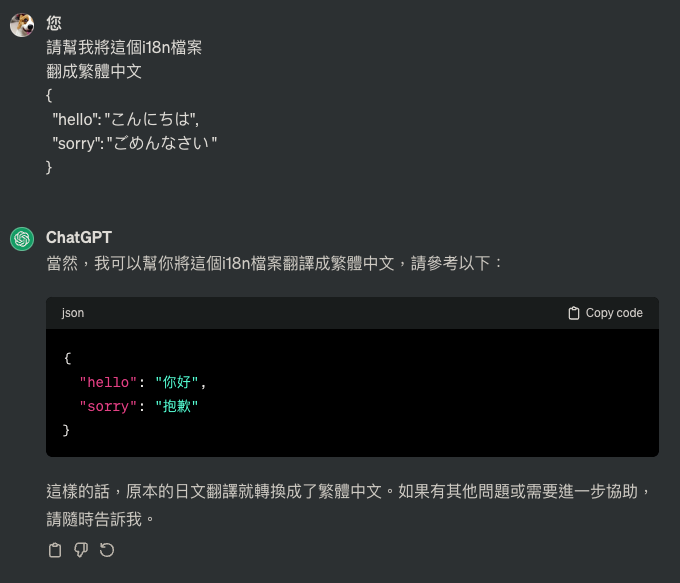 您
請幫我將這個i18n檔案
翻成繁體中文
{
"hello": "こんにちは",
"sorry": "ごめんなさい"
}
ChatGPT
當然，我可以幫你將這個i18n檔案翻譯成繁體中文，請參考以下：
json
Copy code
{
"hello": "你好",
"sorry": "抱歉"
}
這樣的話，原本的日文翻譯就轉換成了繁體中文。如果有其他問題或需要進一步協助，
請隨時告訴我。